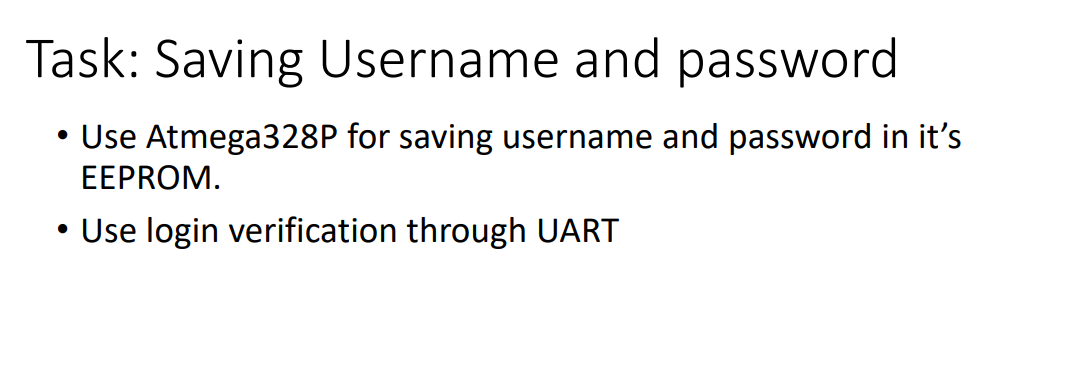 Task: Saving Username and password
• Use Atmega328P for saving username and password in it’s
EEPROM.
• Use login verification through UART